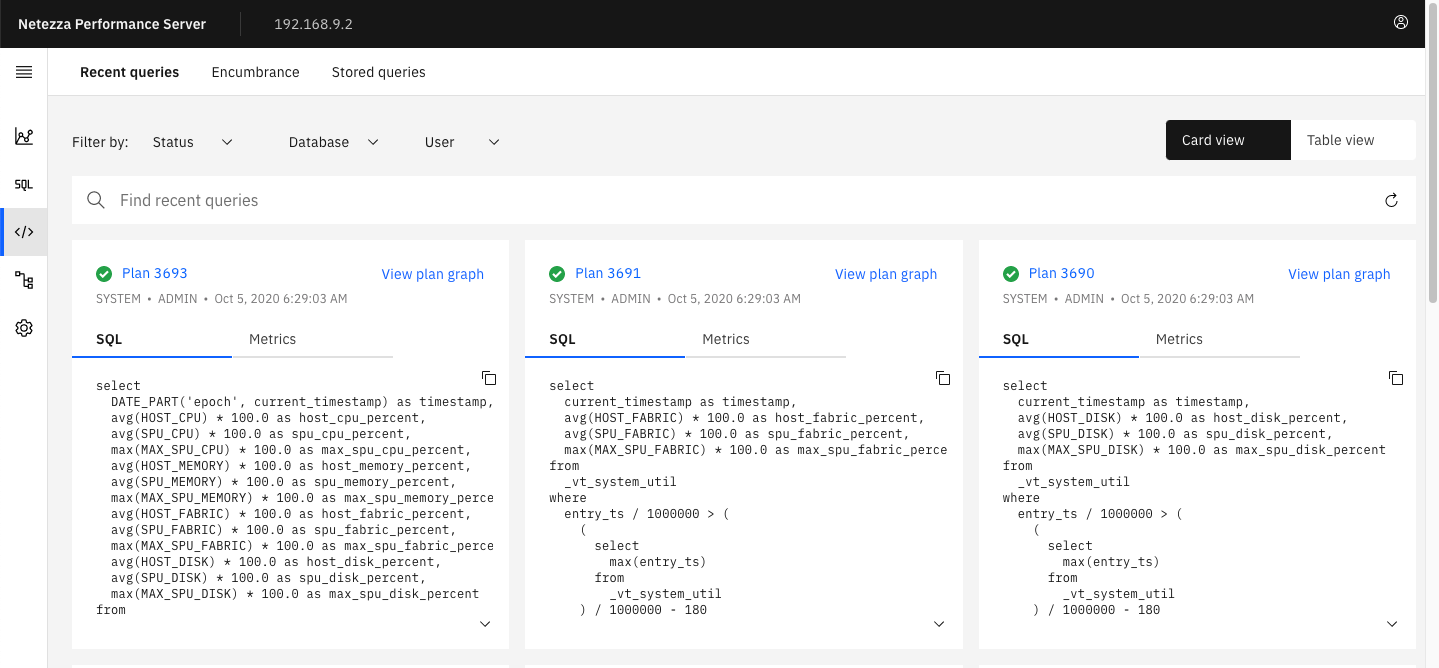 Netezza Performance Server 192.168.9.2
Recent queries Encumbrance Stored queries
Filter by: Status Database User Card view Table view
SQL
Find recent queries
</>
Plan 3693 View plan graph
SYSTEM • ADMIN • Oct 5, 2020 6:29:03 AM
SQL Metrics
select
DATE_PART('epoch', current_timestamp) as timestamp,
avg(HOST_CPU) * 100.0 as host_cpu_percent,
avg(SPU_CPU) * 100.0 as spu_cpu_percent,
max(MAX_SPU_CPU) * 100.0 as max_spu_cpu_percent,
avg(HOST_MEMORY) * 100.0 as host_memory_percent,
avg(SPU_MEMORY) * 100.0 as spu_memory_percent,
max(MAX_SPU_MEMORY) * 100.0 as max_spu_memory_perce
avg(HOST_FABRIC) * 100.0 as host_fabric_percent,
avg(SPU_FABRIC) * 100.0 as spu_fabric_percent,
max(MAX_SPU_FABRIC) * 100.0 as max_spu_fabric_perce
avg(HOST_DISK) * 100.0 as host_disk_percent,
avg(SPU_DISK) * 100.0 as spu_disk_percent,
max(MAX_SPU_DISK) * 100.0 as max_spu_disk_percent
from
Plan 3691 View plan graph
SYSTEM • ADMIN • Oct 5, 2020 6:29:03 AM
SQL Metrics
select
current_timestamp as timestamp,
avg(HOST_FABRIC) * 100.0 as host_fabric_percent,
avg(SPU_FABRIC) * 100.0 as spu_fabric_percent,
max(MAX_SPU_FABRIC) * 100.0 as max_spu_fabric_perce
from
_vt_system_util
where
entry_ts / 1000000 > (
(
select
max(entry_ts)
from
_vt_system_util
) / 1000000 - 180
Plan 3690 View plan graph
SYSTEM • ADMIN • Oct 5, 2020 6:29:03 AM
SQL Metrics
select
current_timestamp as timestamp,
avg(HOST_DISK) * 100.0 as host_disk_percent,
avg(SPU_DISK) * 100.0 as spu_disk_percent,
max(MAX_SPU_DISK) * 100.0 as max_spu_disk_percent
from
_vt_system_util
where
entry_ts / 1000000 > (
(
select
max(entry_ts)
from
_vt_system_util
) / 1000000 - 180